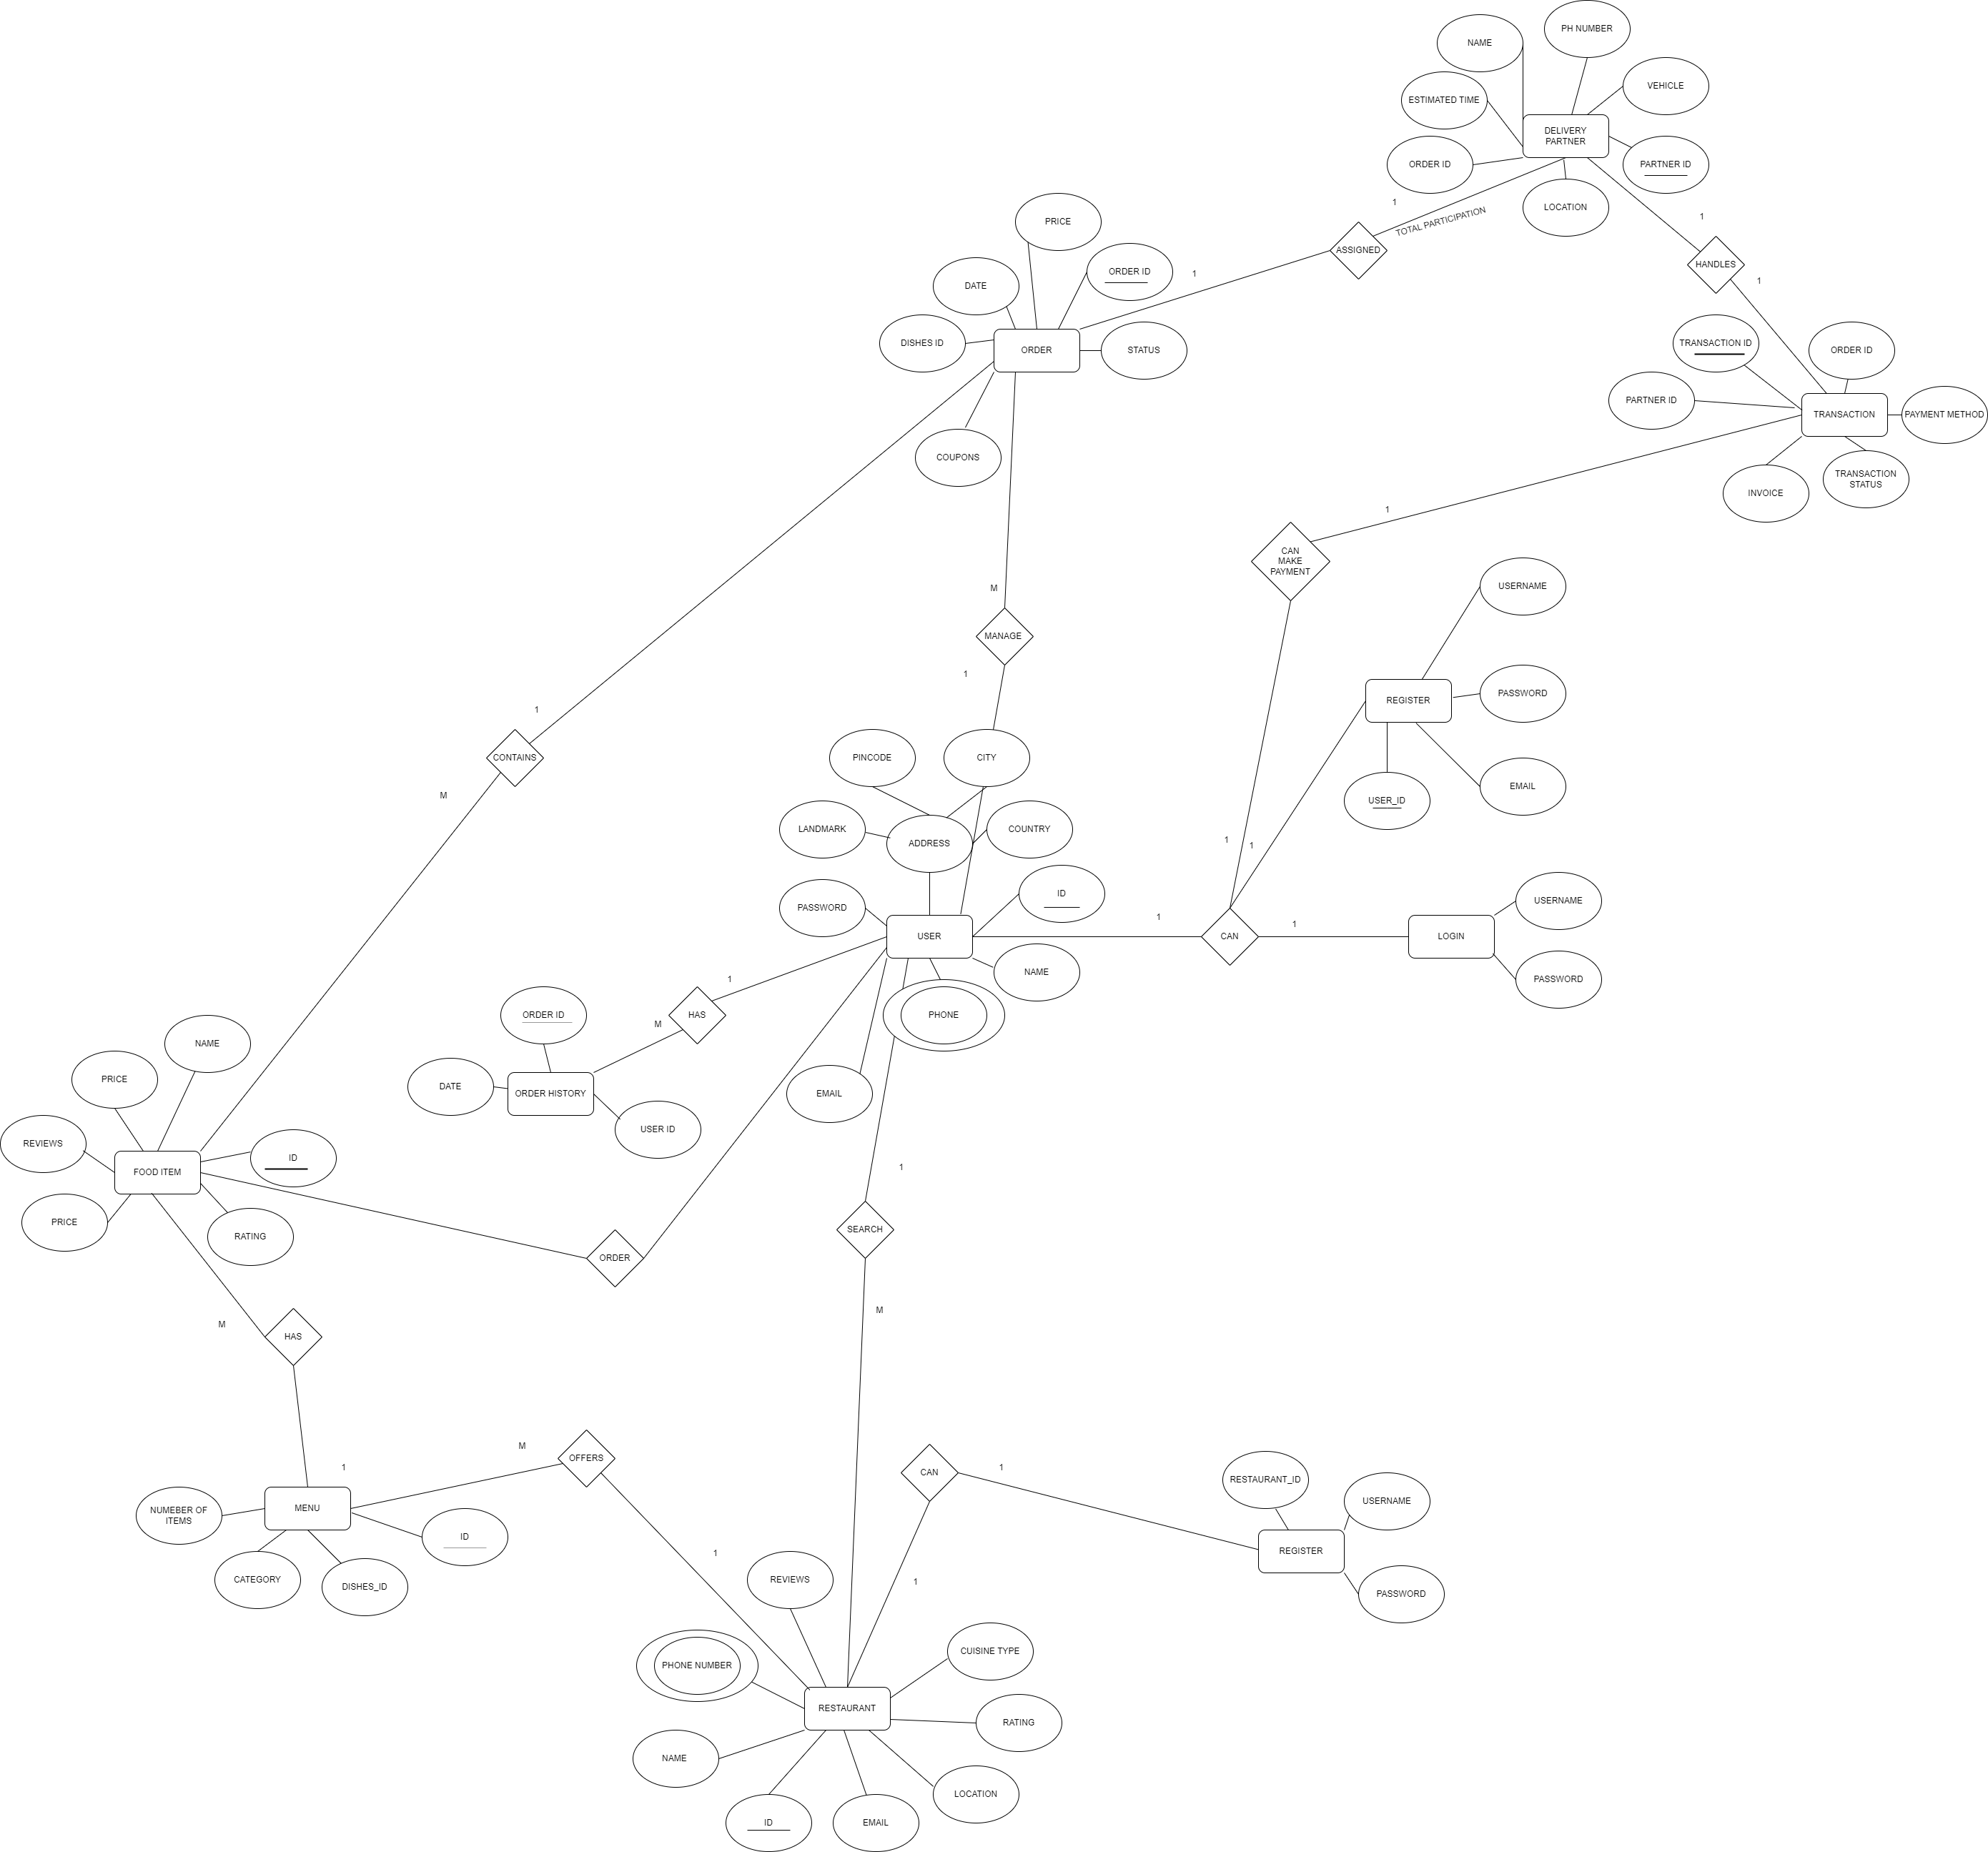 PH NUMBER
NAME
VEHICLE
ESTIMATED TIME
DELIVERY
PARTNER
ORDER ID
PARTNER ID
LOCATION
1
TOTAL PARTICIPATION
1
PRICE
ASSIGNED
HANDLES
ORDER ID
1
1
DATE
DISHES ID
ORDER
STATUS
TRANSACTION ID
ORDER ID
PARTNER ID
TRANSACTION
PAYMENT METHOD
COUPONS
TRANSACTION
STATUS
INVOICE
1
CAN
MAKE
PAYMENT
M
USERNAME
MANAGE
1
PASSWORD
REGISTER
1
CONTAINS
PINCODE
CITY
EMAIL
M
USER_ID
LANDMARK
COUNTRY
ADDRESS
1
1
ID
PASSWORD
USERNAME
1
1
USER
CAN
LOGIN
NAME
1
PASSWORD
ORDER ID
HAS
PHONE
M
NAME
PRICE
DATE
ORDER HISTORY
EMAIL
USER ID
REVIEWS
ID
FOOD ITEM
1
PRICE
RATING
SEARCH
ORDER
M
M
HAS
M
OFFERS
1
CAN
1
RESTAURANT_ID
USERNAME
NUMEBER OF
ITEMS
MENU
ID
1
REGISTER
CATEGORY
DISHES_ID
REVIEWS
1
PASSWORD
CUISINE TYPE
PHONE NUMBER
RESTAURANT
RATING
NAME
LOCATION
ID
EMAIL